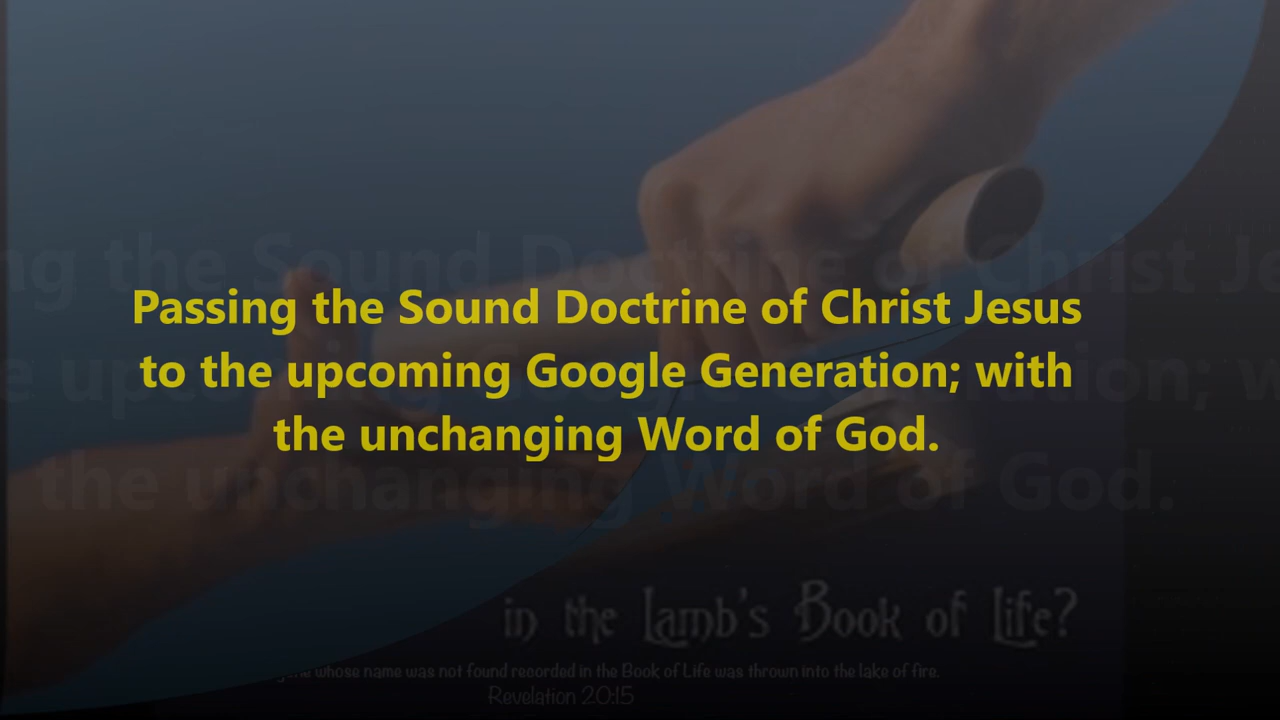 Passing the Sound Doctrine of Christ Jesus
to the upcoming Google Generation; with
the unchanging Word of God.
in the Lamb's Book of Life?
whose name was not found recorded in the Book of Life was thrown into the lake of fire.
Revelation 20:15